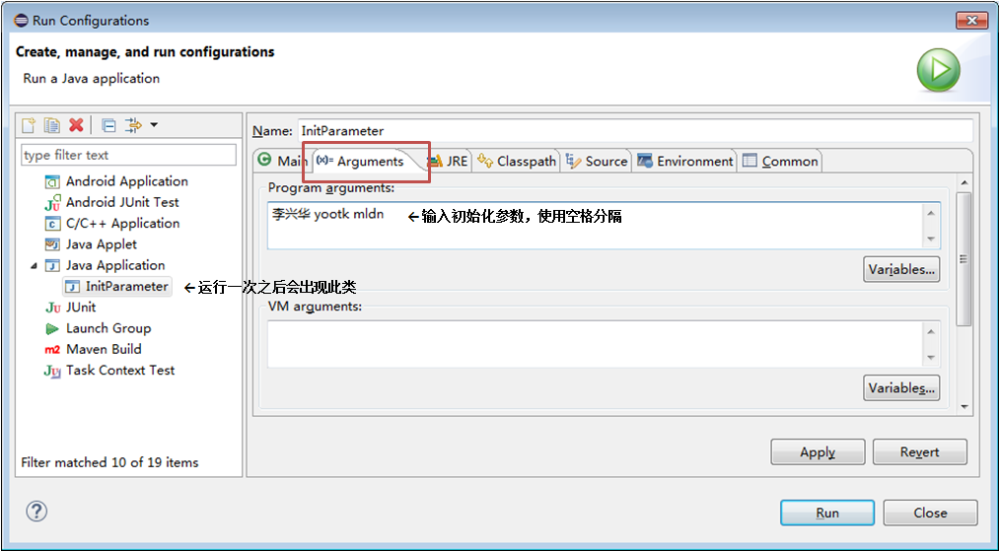 Run Configurations
Create, manage, and run configurations
Run a Java application
type filter text
Android Application
Android JUnit Test
C/C++ Application
Java Applet
Java Application
InitParameter
←运行一次之后会出现此类
JUnit
Launch Group
Maven Build
Task Context Test
Filter matched 10 of 19 items
Name: InitParameter
Main (x)= Arguments JRE Classpath Source Environment Common
Program arguments:
李兴华 yootk mldn ←输入初始化参数，使用空格分隔
Variables...
VM arguments:
Variables...
Apply Revert
Run Close